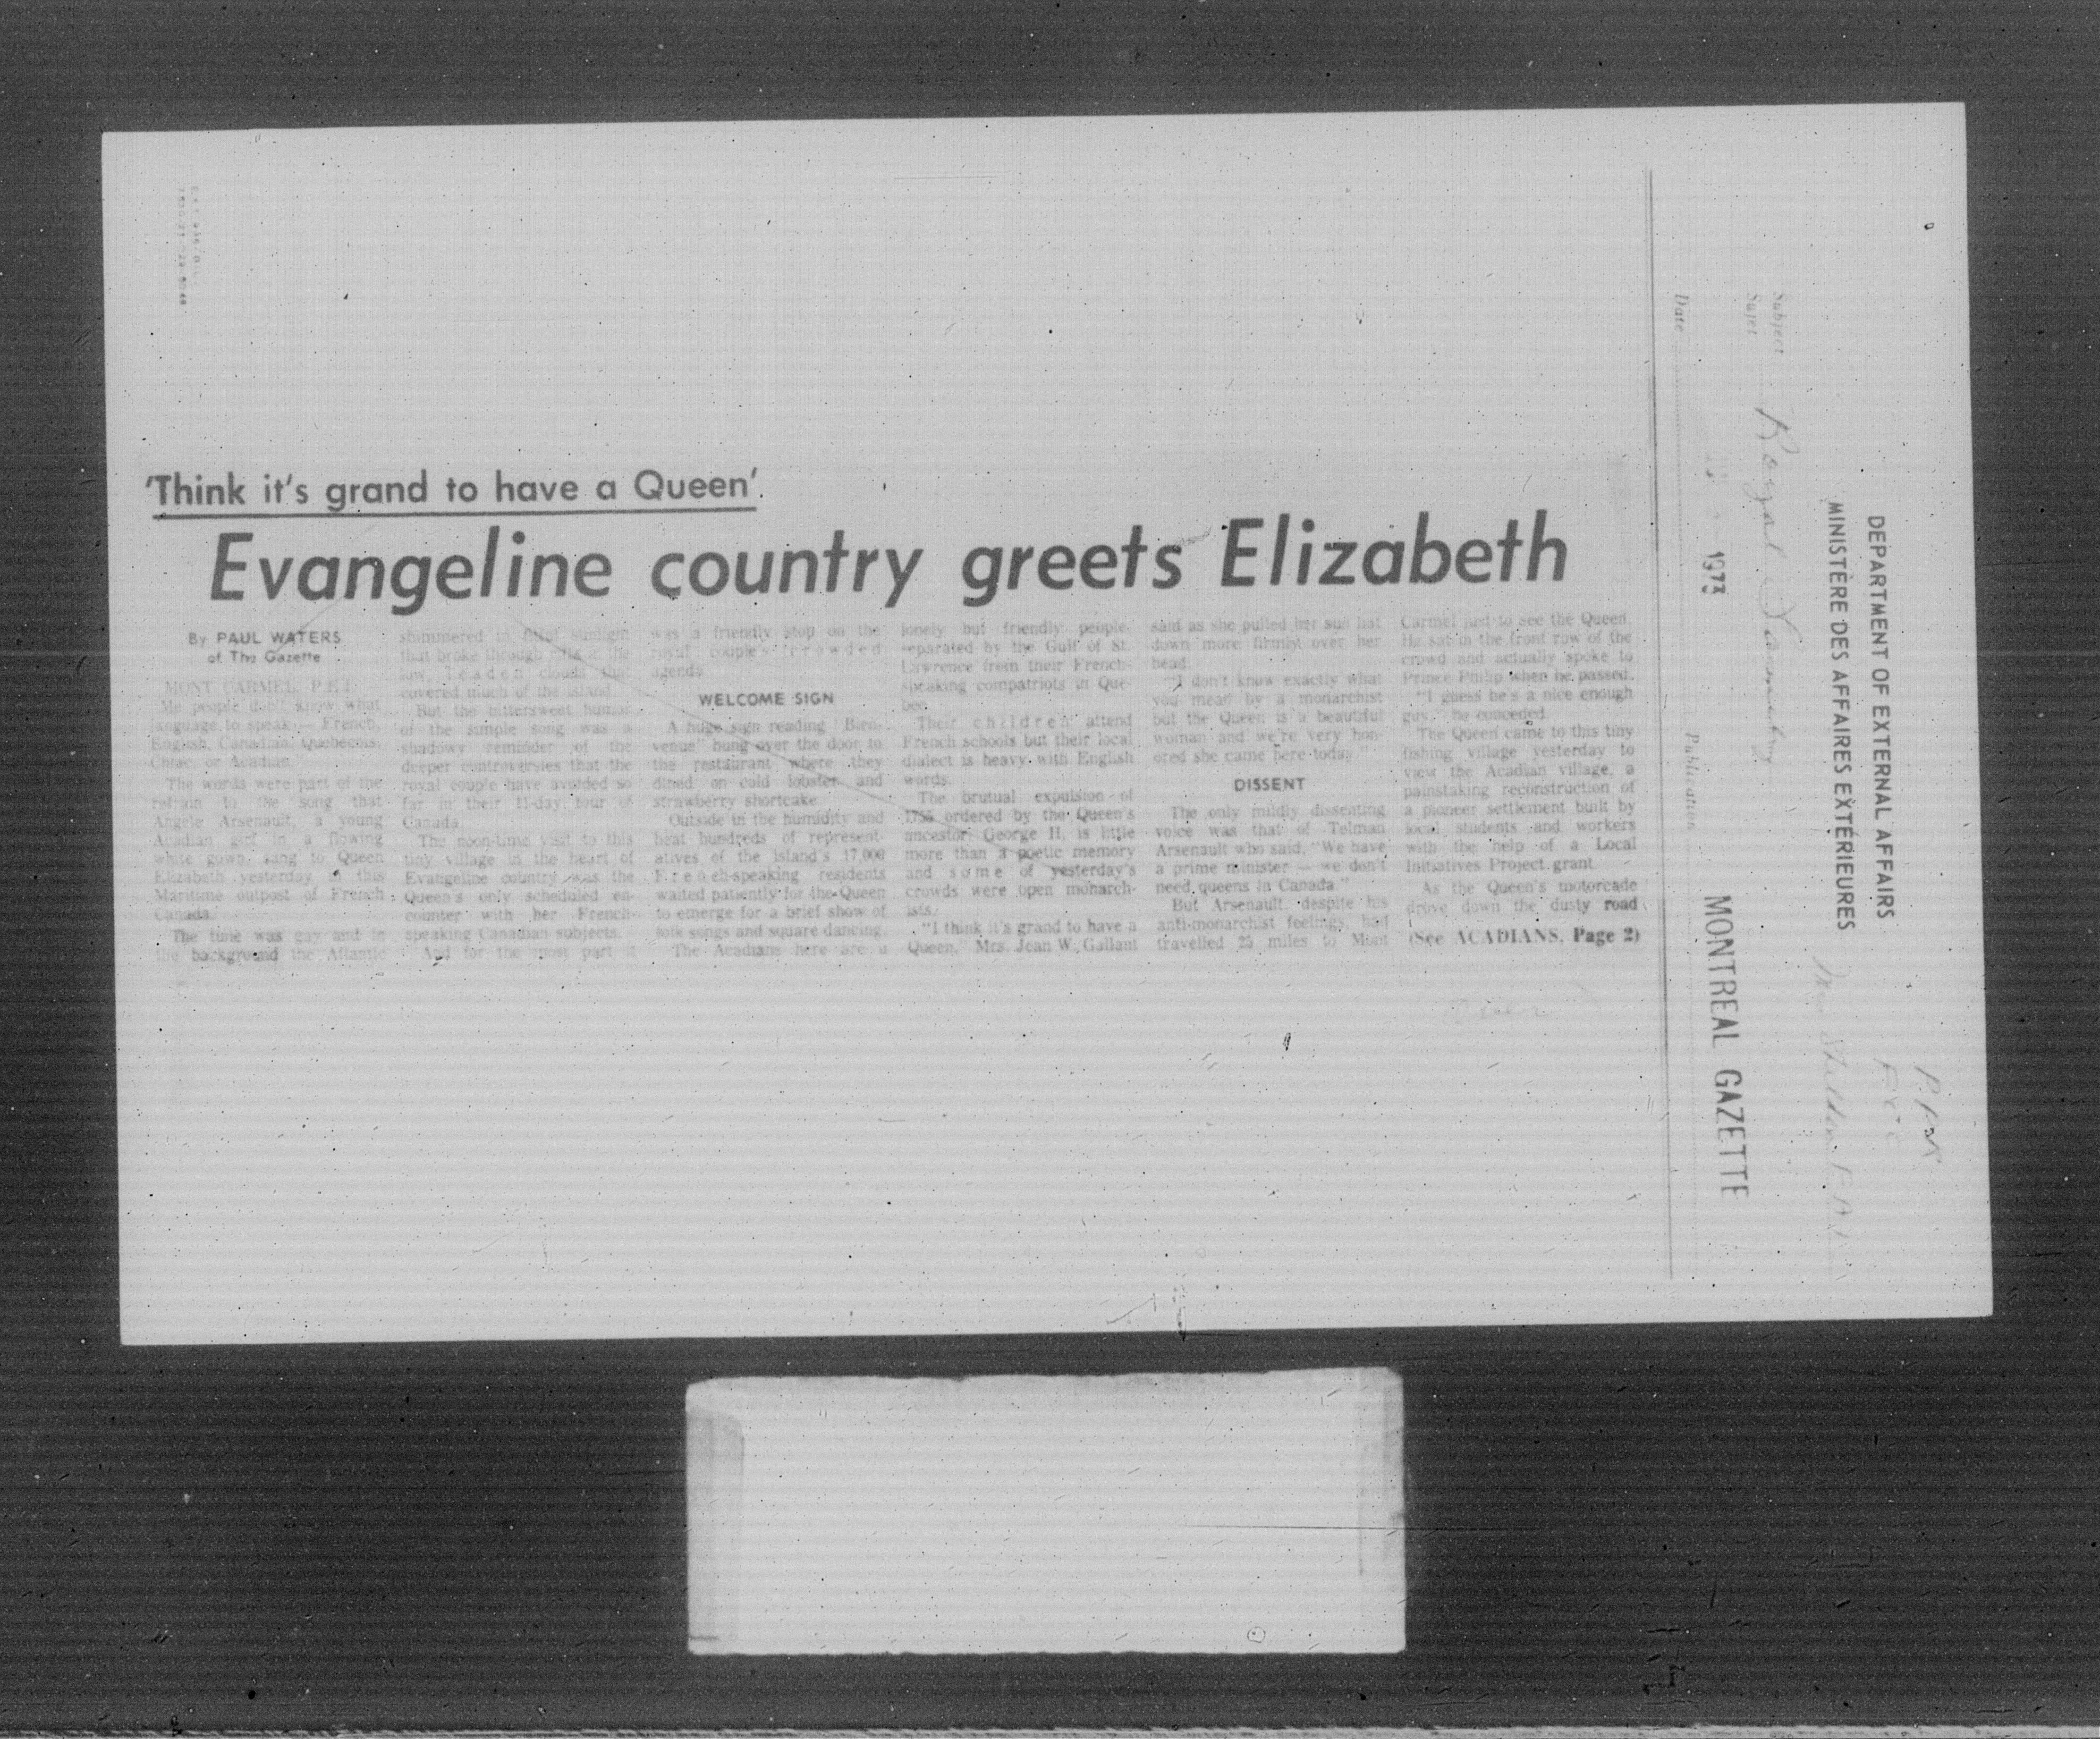 'Think it's grand to have a Queen'.
Evangeline country greets Elizabeth
By PAUL WATERS
of The Gazette
MONT CARMEL, P.E.I. —
Me people don't know what
language to speak — French,
English, Canadian, Quebecois,
or Acadian."
The words were part of the
refrain to the song that
Angele Arsenault, a young
Acadian girl in a flowing
white gown, sang to Queen
Elizabeth yesterday in this
Maritime outpost of French
Canada.
The tune was gay and in
the background the Atlantic
shimmered in sunlight
that broke through rifts in the
low, leaden clouds that
covered much of the island.
But the bittersweet humor
of the simple song was a
shadowy reminder of the
deeper controversies that the
royal couple have avoided so
far in their 11-day tour of
Canada.
The noon-time visit to this
tiny village in the heart of
Evangeline country was the
Queen's only scheduled en-
counter with her French-
speaking Canadian subjects.
And for the most part it
was a friendly stop on the
royal couple's crowded
agenda.
WELCOME SIGN
A huge sign reading "Bien-
venue" hung over the door to
the restaurant where they
dined on cold lobster and
strawberry shortcake.
Outside in the humidity and
heat hundreds of represent-
atives of the island's 17,000
French-speaking residents
waited patiently for the Queen
to emerge for a brief show of
folk songs and square dancing.
The Acadians here are a
lonely but friendly people,
separated by the Gulf of St.
Lawrence from their French-
speaking compatriots in Que-
bec.
Their children attend
French schools but their local
dialect is heavy with English
words.
The brutual expulsion of
1755 ordered by the Queen's
ancestor, George II, is little
more than a poetic memory
and some of yesterday's
crowds were open monarch-
ists.
"I think it's grand to have a
Queen," Mrs. Jean W. Gallant
said as she pulled her sun hat
down more firmly over her
head.
"I don't know exactly what
you mean by a monarchist
but the Queen is a beautiful
woman and we're very hon-
ored she came here today."
DISSENT
The only mildly dissenting
voice was that of Telman
Arsenault who said, "We have
a prime minister — we don't
need queens in Canada."
But Arsenault, despite his
anti-monarchist feelings, had
travelled 25 miles to Mont
Carmel just to see the Queen.
He sat in the front row of the
crowd and actually spoke to
Prince Philip when he passed.
"I guess he's a nice enough
guy," he conceded.
The Queen came to this tiny
fishing village yesterday to
view the Acadian village, a
painstaking reconstruction of
a pioneer settlement built by
local students and workers
with the help of a Local
Initiatives Project grant.
As the Queen's motorcade
drove down the dusty road
(See ACADIANS, Page 2)
DEPARTMENT OF EXTERNAL AFFAIRS
MINISTÈRE DES AFFAIRES EXTÉRIEURES
Subject
Sujet
Royal
Date
1973
Publication
MONTREAL GAZETTE